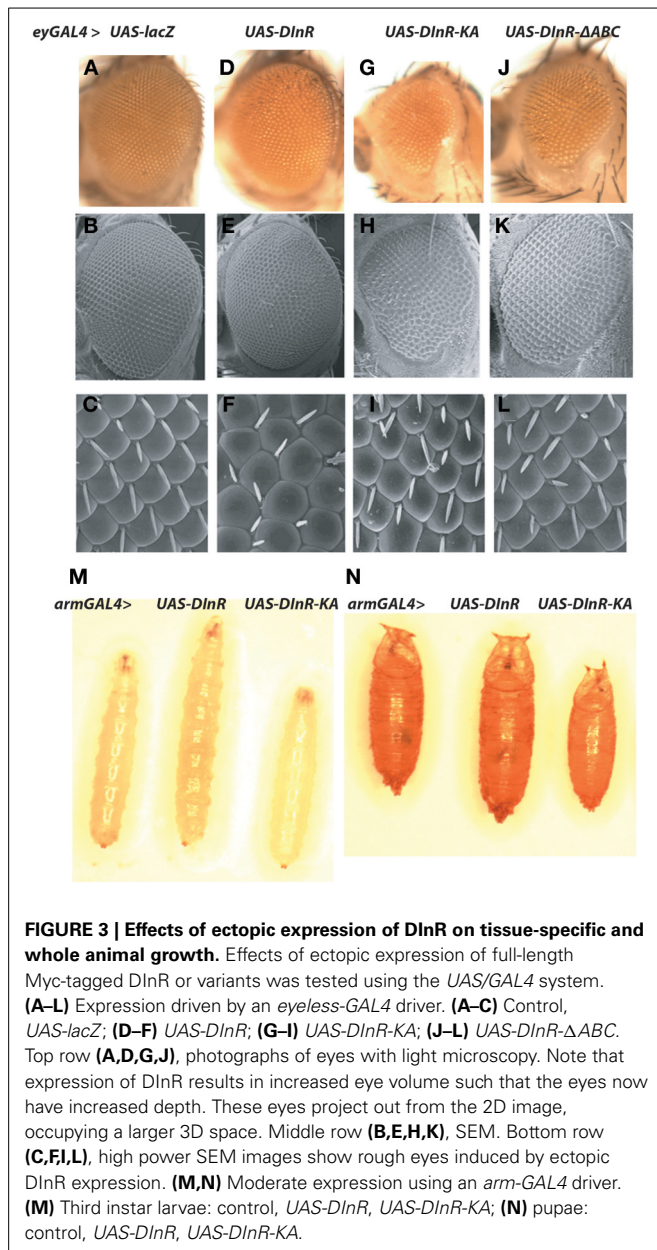 eyGAL4 > UAS-lacZ UAS-DInR UAS-DInR-KA UAS-DInR-ΔABC
A D G J
B E H K
C F I L
M N
armGAL4> UAS-DInR UAS-DInR-KA armGAL4> UAS-DInR UAS-DInR-KA
FIGURE 3 | Effects of ectopic expression of DInR on tissue-specific and
whole animal growth. Effects of ectopic expression of full-length
Myc-tagged DInR or variants was tested using the UAS/GAL4 system.
(A–L) Expression driven by an eyeless-GAL4 driver. (A–C) Control,
UAS-lacZ; (D–F) UAS-DInR; (G–I) UAS-DInR-KA; (J–L) UAS-DInR-ΔABC.
Top row (A,D,G,J), photographs of eyes with light microscopy. Note that
expression of DInR results in increased eye volume such that the eyes now
have increased depth. These eyes project out from the 2D image,
occupying a larger 3D space. Middle row (B,E,H,K), SEM. Bottom row
(C,F,I,L), high power SEM images show rough eyes induced by ectopic
DInR expression. (M,N) Moderate expression using an arm-GAL4 driver.
(M) Third instar larvae: control, UAS-DInR, UAS-DInR-KA; (N) pupae:
control, UAS-DInR, UAS-DInR-KA.